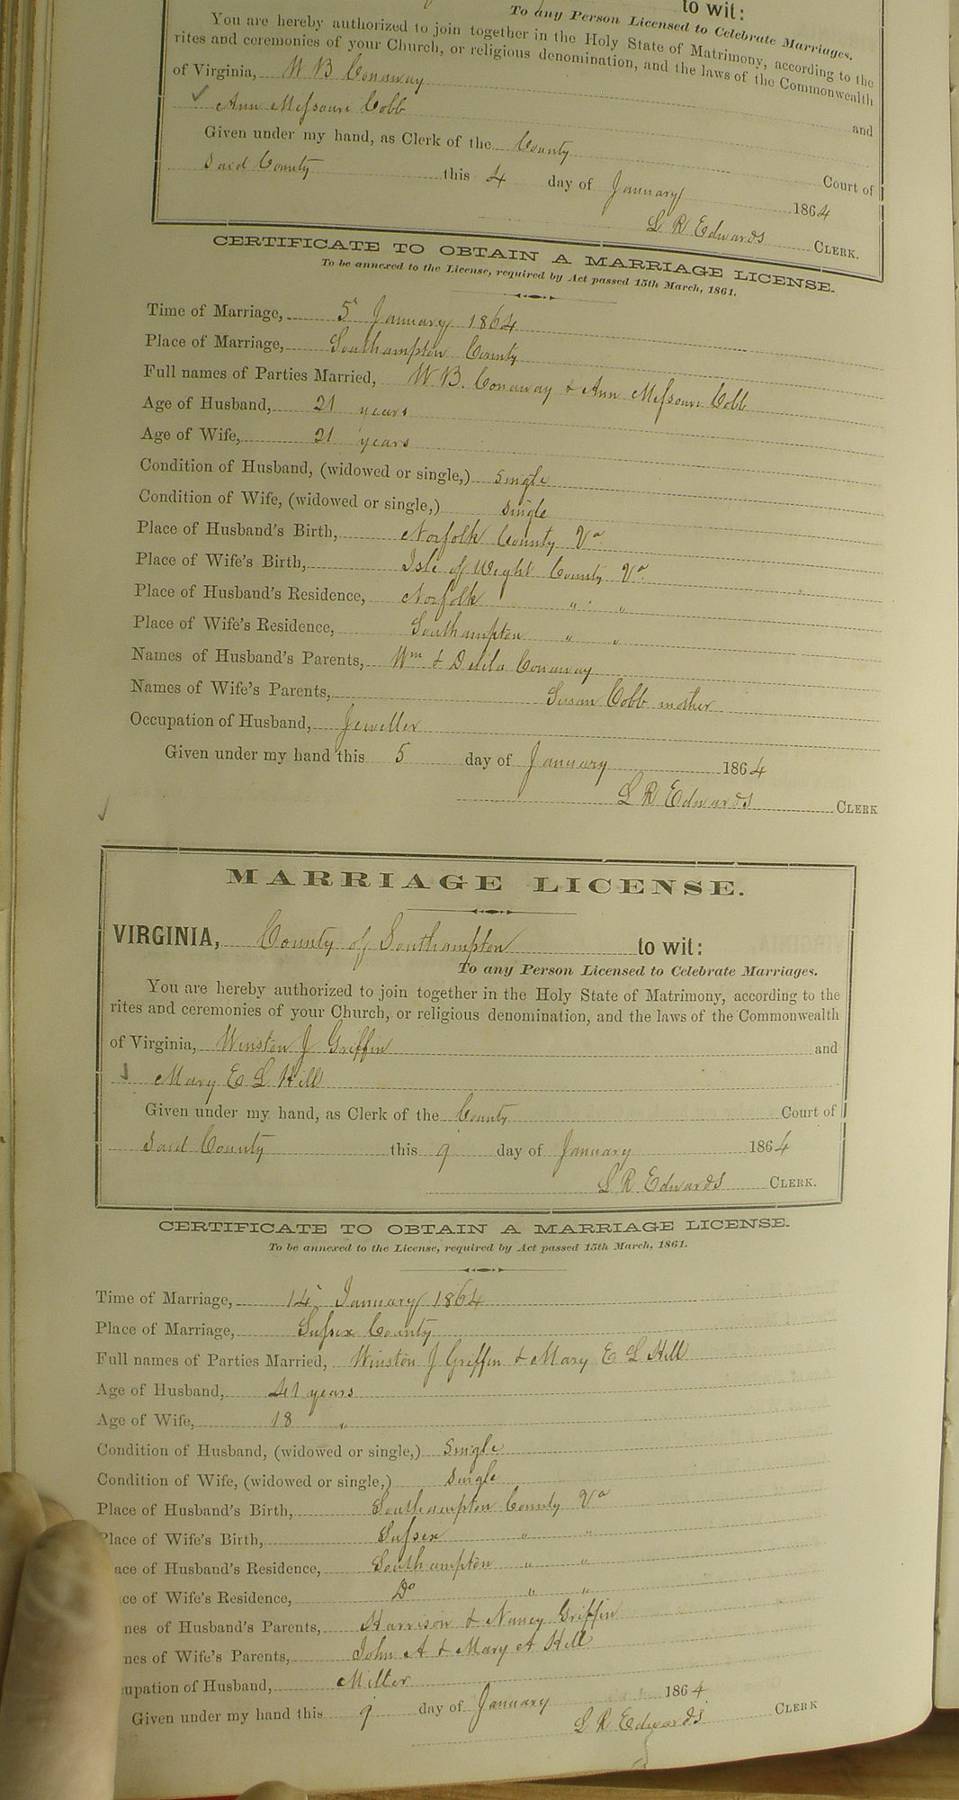 to wit:
To any Person Licensed to Celebrate Marriages.
You are hereby authorized to join together in the Holy State of Matrimony, according to the
rites and ceremonies of your Church, or religious denomination, and the laws of the Commonwealth
of Virginia, W B Conaway and
Ann Messouri Cobb
Given under my hand, as Clerk of the County Court of
Said County this 4 day of January 1864
L R Edwards CLERK.
CERTIFICATE TO OBTAIN A MARRIAGE LICENSE.
To be annexed to the License, required by Act passed 15th March, 1861.
Time of Marriage, 5' January 1864
Place of Marriage, Southampton County
Full names of Parties Married, W B. Conaway & Ann Messouri Cobb
Age of Husband, 21 years
Age of Wife, 21 years
Condition of Husband, (widowed or single,) single
Condition of Wife, (widowed or single,) single
Place of Husband's Birth, Norfolk County Va
Place of Wife's Birth, Isle of Wight County Va
Place of Husband's Residence, Norfolk " "
Place of Wife's Residence, Southampton " "
Names of Husband's Parents, Wm & Delila Conaway
Names of Wife's Parents, Susan Cobb mother
Occupation of Husband, Jeweller
Given under my hand this 5 day of January 1864
L R Edwards CLERK
MARRIAGE LICENSE.
VIRGINIA, County of Southampton to wit:
To any Person Licensed to Celebrate Marriages.
You are hereby authorized to join together in the Holy State of Matrimony, according to the
rites and ceremonies of your Church, or religious denomination, and the laws of the Commonwealth
of Virginia, Winston J Griffin and
Mary E L Hill
Given under my hand, as Clerk of the County Court of
Said County this 9 day of January 1864
L R Edwards CLERK.
CERTIFICATE TO OBTAIN A MARRIAGE LICENSE.
To be annexed to the License, required by Act passed 15th March, 1861.
Time of Marriage, 14' January 1864
Place of Marriage, Sussex County
Full names of Parties Married, Winston J Griffin & Mary E L Hill
Age of Husband, 41 years
Age of Wife, 18 "
Condition of Husband, (widowed or single,) Single
Condition of Wife, (widowed or single,) Single
Place of Husband's Birth, Southampton County Va
Place of Wife's Birth, Sussex " "
ace of Husband's Residence, Southampton " "
ce of Wife's Residence, Do " "
nes of Husband's Parents, Harrison & Nancy Griffin
nes of Wife's Parents, John A & Mary A Hill
upation of Husband, Miller
Given under my hand this 9 day of January 1864
L R Edwards CLERK